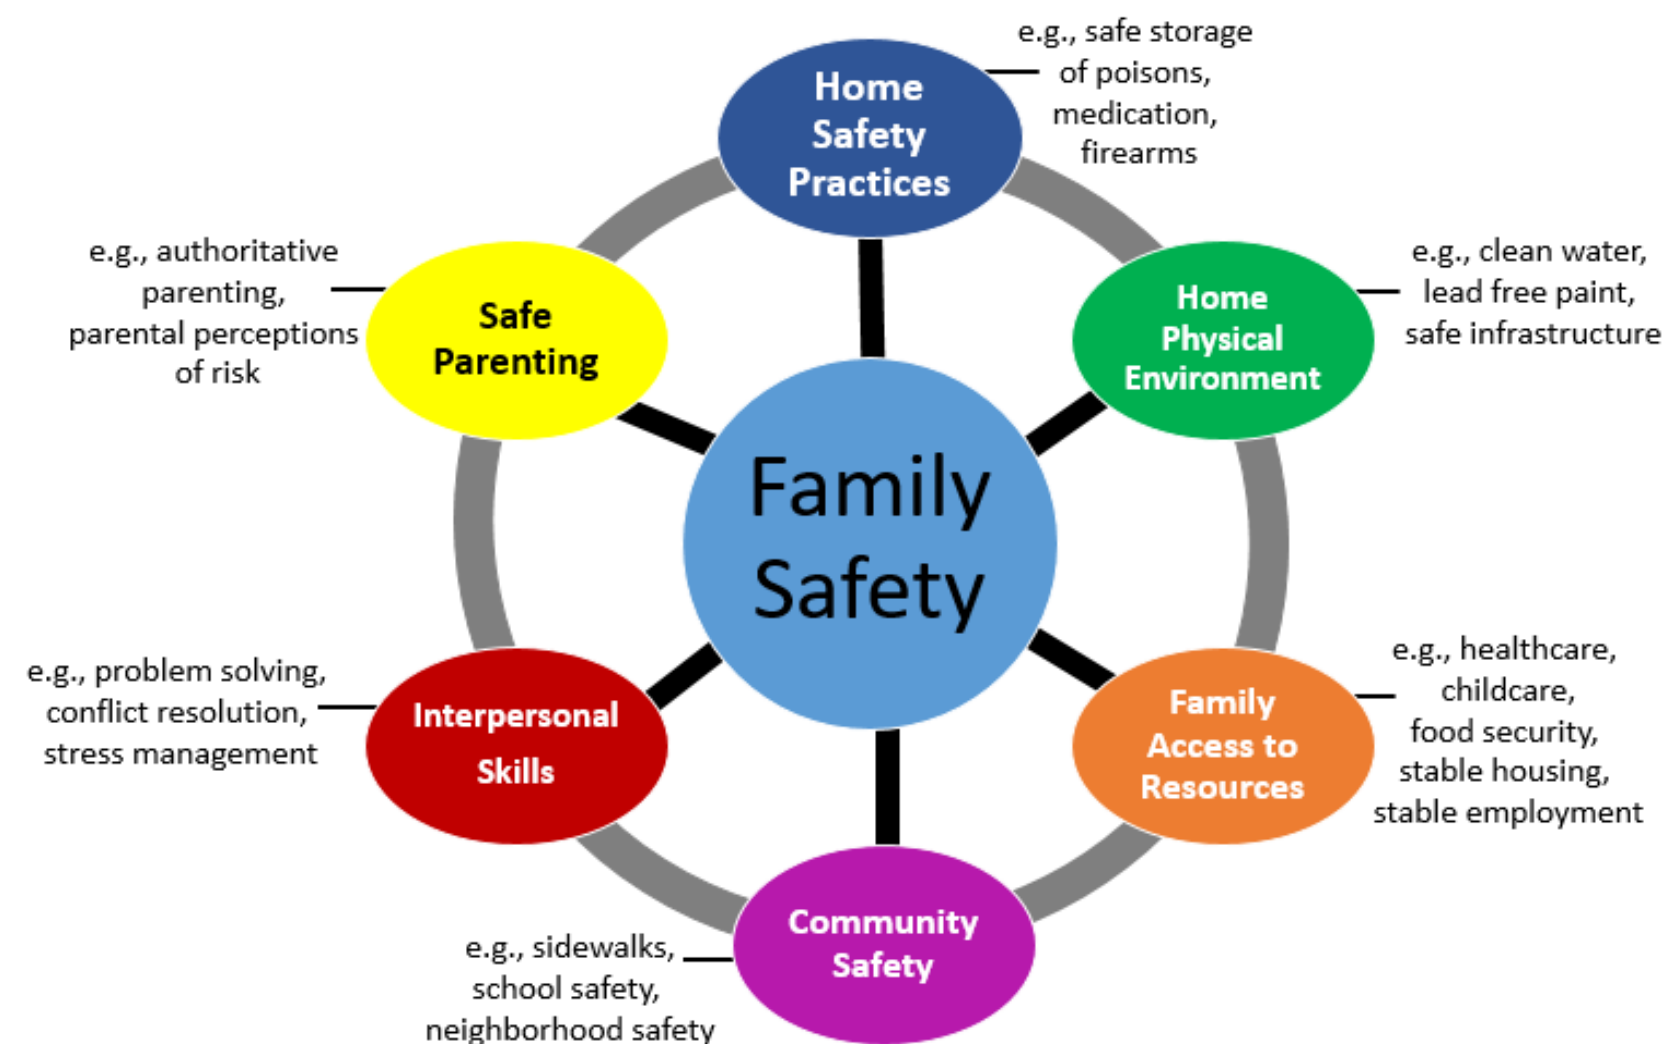 Home
Safety
Practices
e.g., safe storage
of poisons,
medication,
firearms
Home
Physical
Environment
e.g., clean water,
lead free paint,
safe infrastructure
Family
Access to
Resources
e.g., healthcare,
childcare,
food security,
stable housing,
stable employment
Community
Safety
e.g., sidewalks,
school safety,
neighborhood safety
Interpersonal
Skills
e.g., problem solving,
conflict resolution,
stress management
Safe
Parenting
e.g., authoritative
parenting,
parental perceptions
of risk
Family
Safety